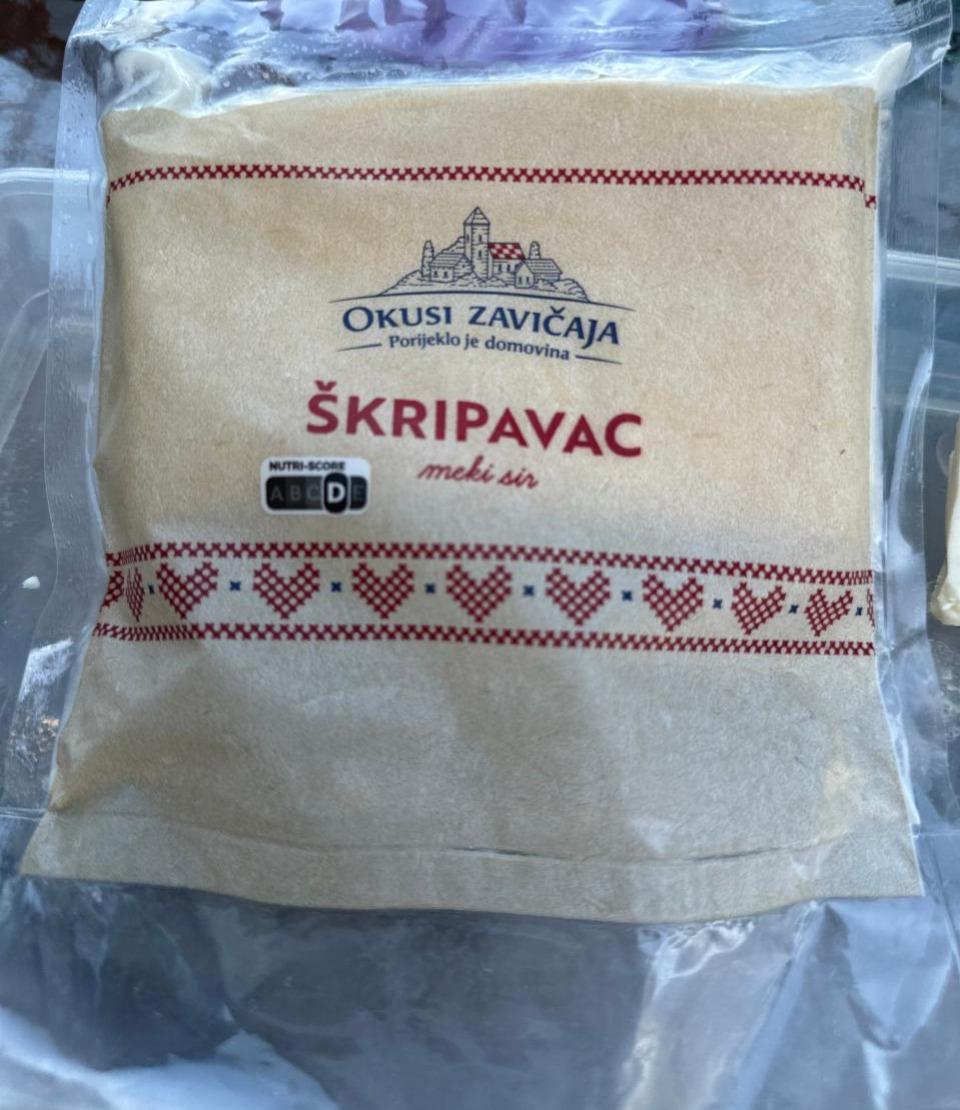 OKUSI ZAVIČAJA
Porijeklo je domovina
ŠKRIPAVAC
meki sir
NUTRI-SCORE
A B C D E